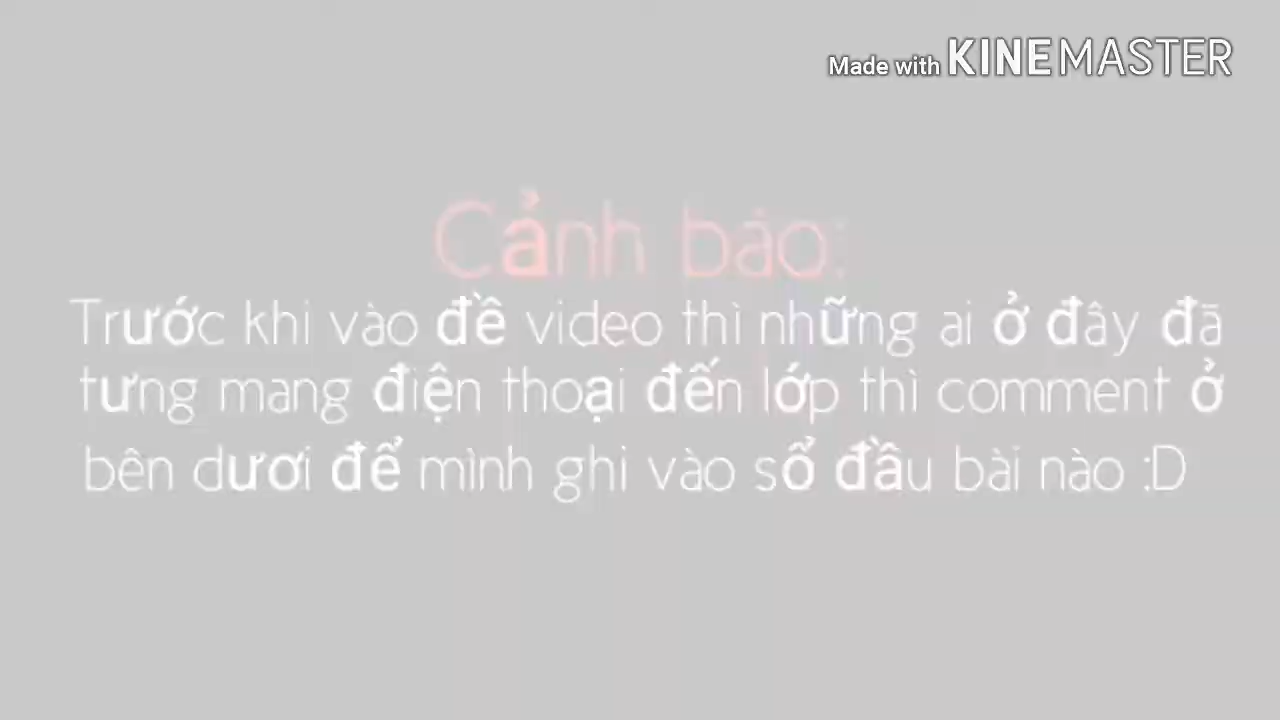 Made with KINEMASTER
Cảnh báo:
Trước khi vào đề video thì những ai ở đây đã
tưng mang điện thoại đến lớp thì comment ở
bên dươi để mình ghi vào sổ đầu bài nào :D